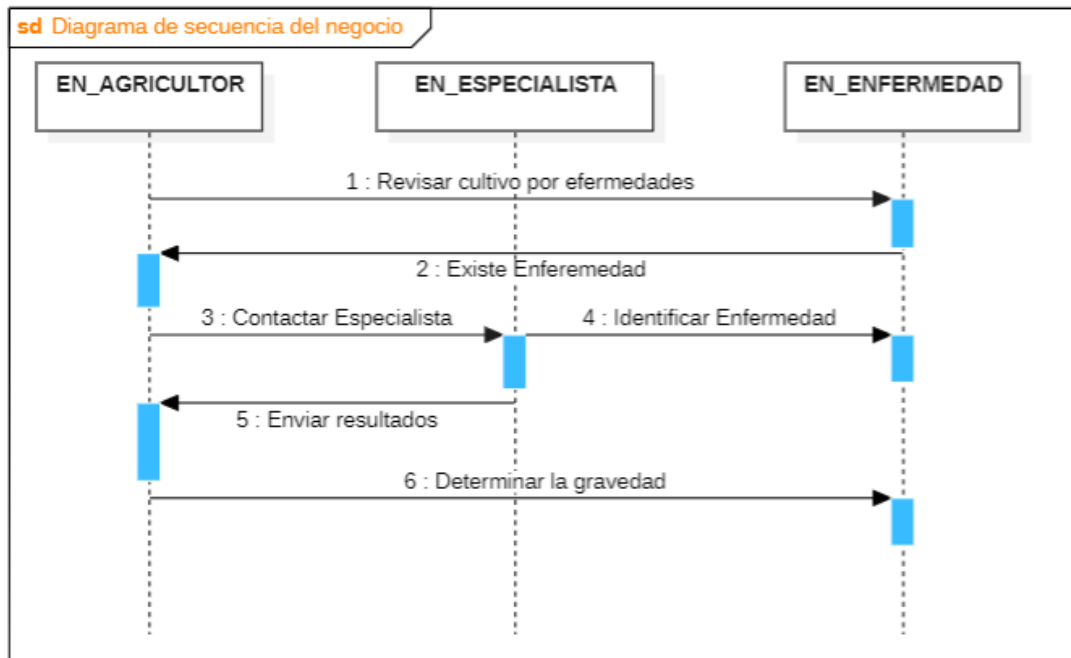 sd Diagrama de secuencia del negocio
EN_AGRICULTOR
EN_ESPECIALISTA
EN_ENFERMEDAD
1 : Revisar cultivo por efermedades
2 : Existe Enferemedad
3 : Contactar Especialista
4 : Identificar Enfermedad
5 : Enviar resultados
6 : Determinar la gravedad